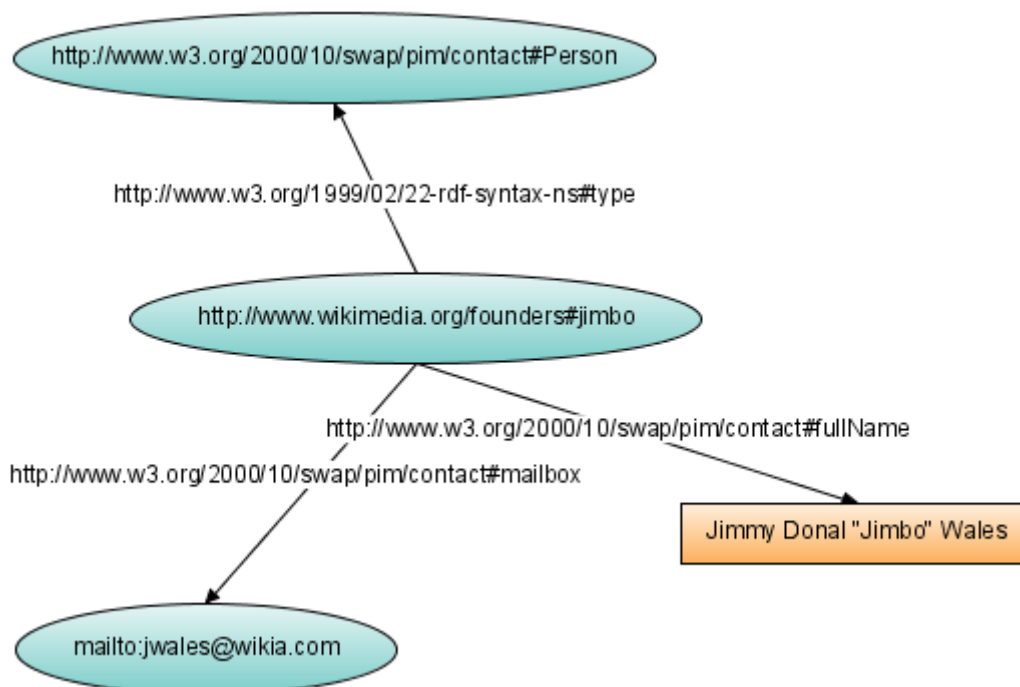 http://www.w3.org/2000/10/swap/pim/contact#Person
http://www.w3.org/1999/02/22-rdf-syntax-ns#type
http://www.wikimedia.org/founders#jimbo
http://www.w3.org/2000/10/swap/pim/contact#fullName
http://www.w3.org/2000/10/swap/pim/contact#mailbox
Jimmy Donal "Jimbo" Wales
mailto:jwales@wikia.com